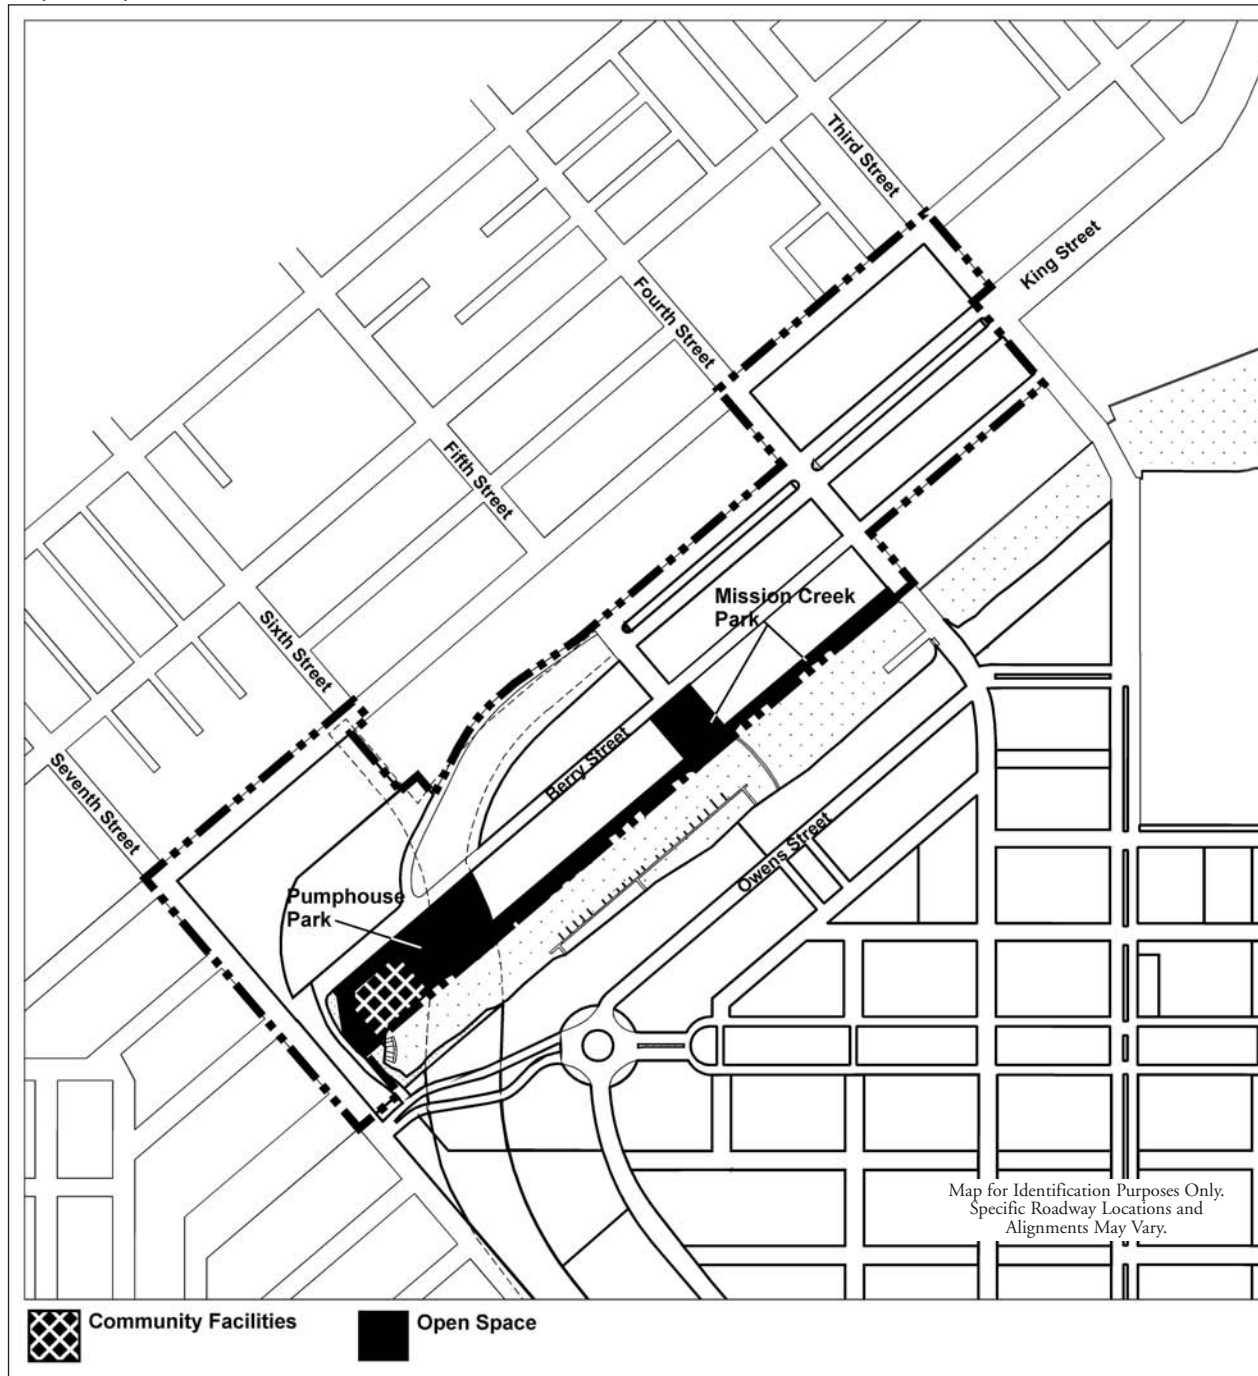 Third Street
King Street
Fourth Street
Fifth Street
Mission Creek
Park
Sixth Street
Berry Street
Seventh Street
Owens Street
Pumphouse
Park
Map for Identification Purposes Only.
Specific Roadway Locations and
Alignments May Vary.
Community Facilities
Open Space